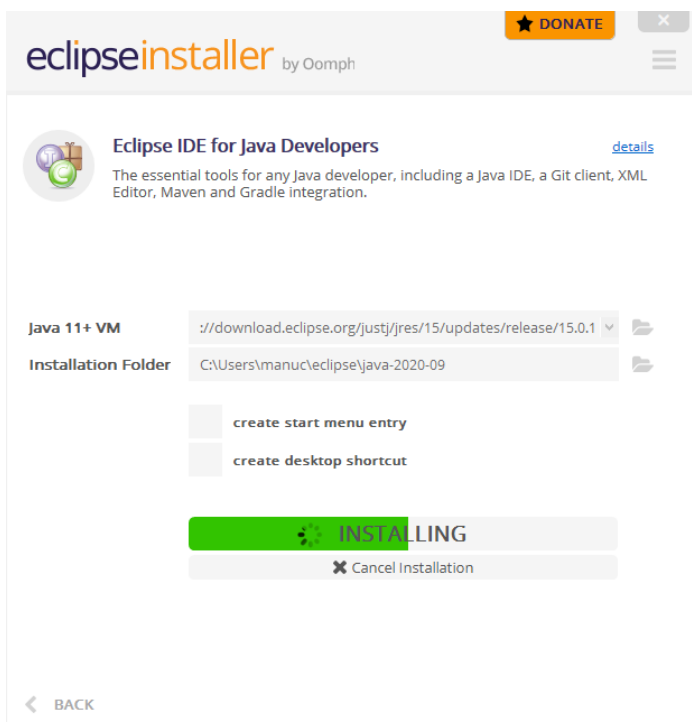 DONATE
eclipseinstaller by Oomph
Eclipse IDE for Java Developers
details
The essential tools for any Java developer, including a Java IDE, a Git client, XML
Editor, Maven and Gradle integration.
Java 11+ VM
://download.eclipse.org/justj/jres/15/updates/release/15.0.1
Installation Folder
C:\Users\manuc\eclipse\java-2020-09
create start menu entry
create desktop shortcut
INSTALLING
Cancel Installation
BACK